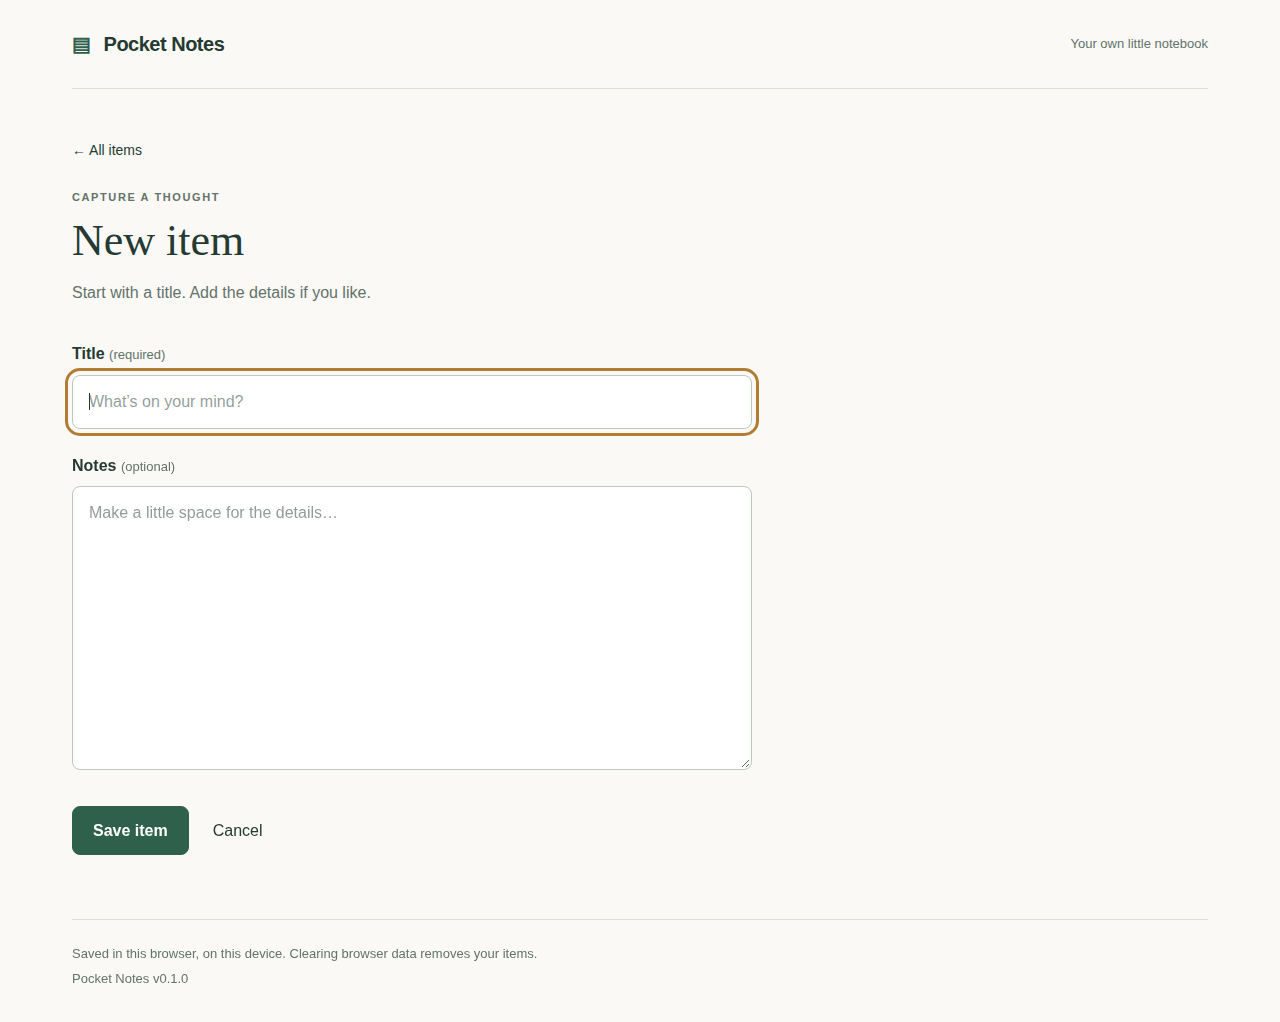 Pocket Notes
Your own little notebook
← All items
CAPTURE A THOUGHT
New item
Start with a title. Add the details if you like.
Title (required)
What’s on your mind?
Notes (optional)
Make a little space for the details…
Save item
Cancel
Saved in this browser, on this device. Clearing browser data removes your items.
Pocket Notes v0.1.0